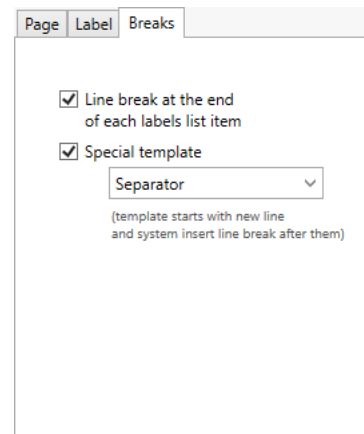 Page Label Breaks
Line break at the end
of each labels list item
Special template
Separator
(template starts with new line
and system insert line break after them)